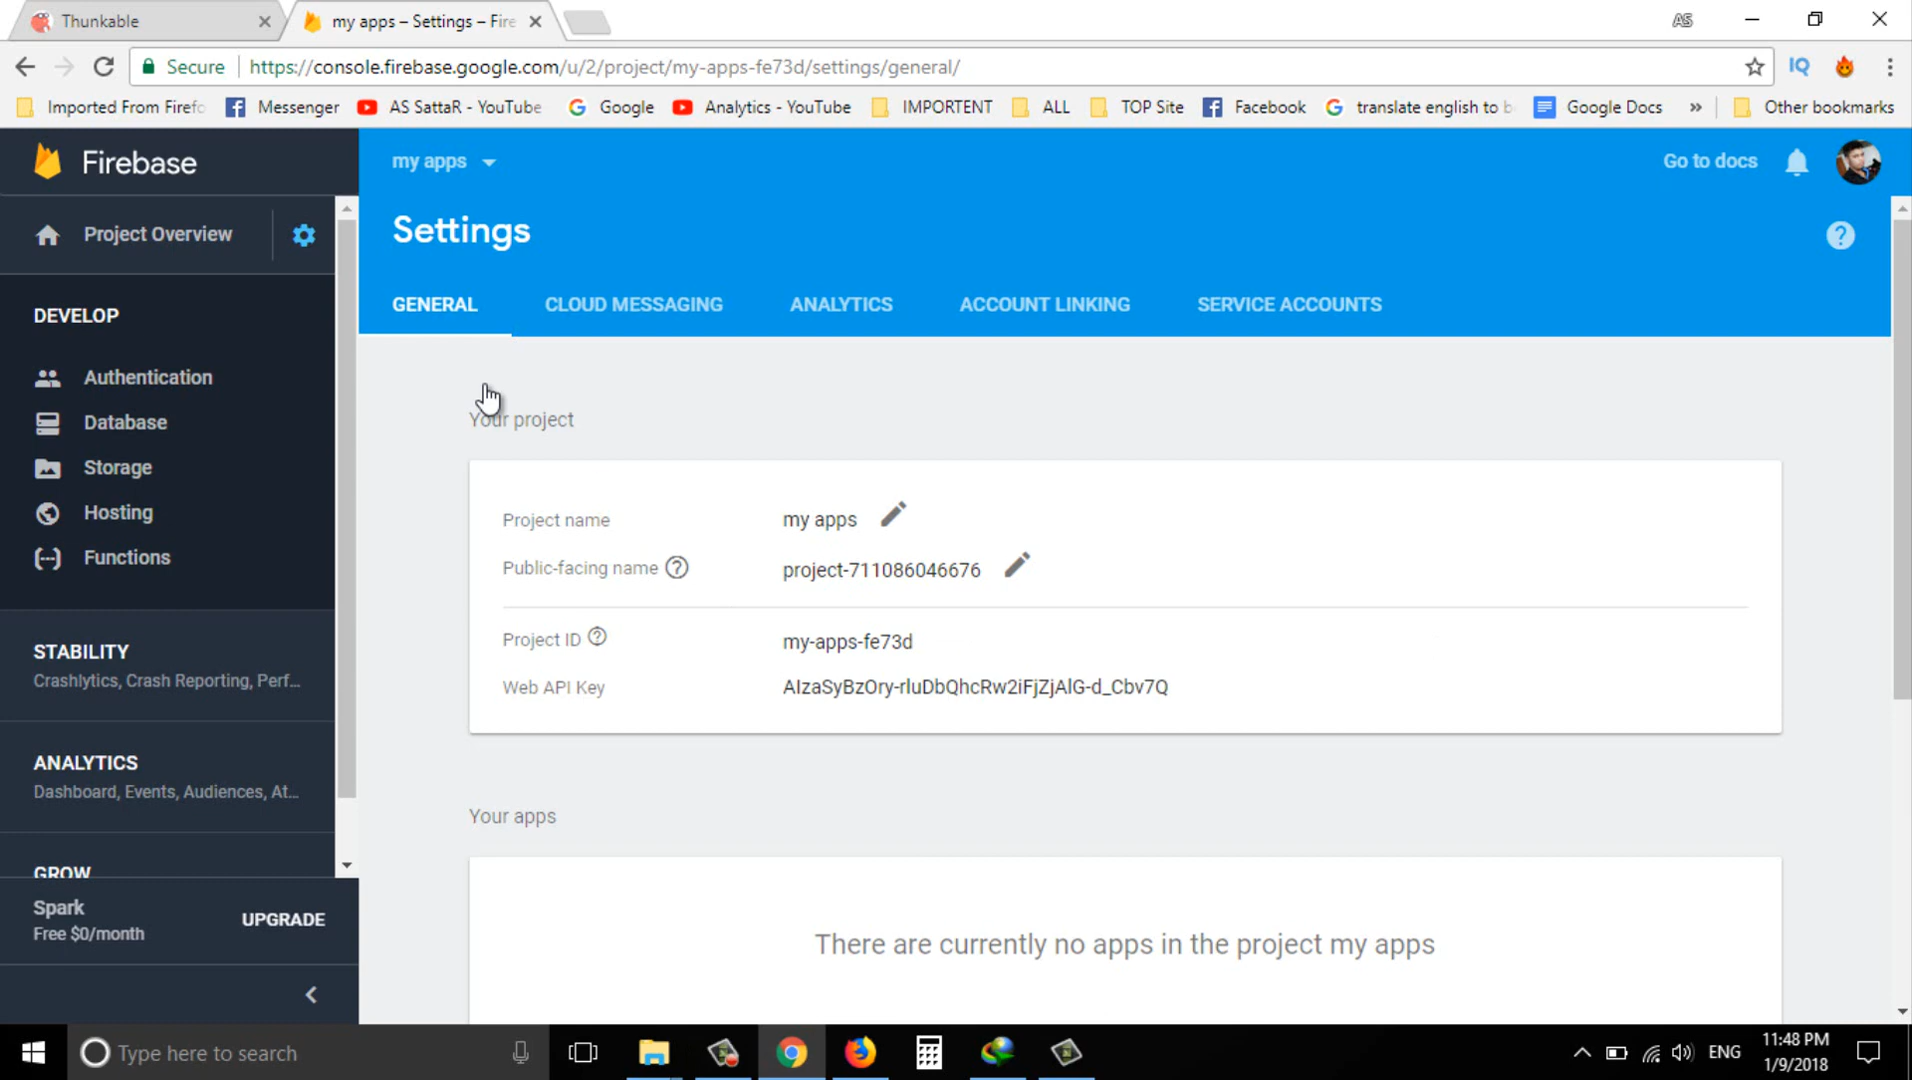 Thunkable
my apps – Settings – Fire
AS
Secure
https://console.firebase.google.com/u/2/project/my-apps-fe73d/settings/general/
IQ
Imported From Firefo
Messenger
AS SattaR - YouTube
Google
Analytics - YouTube
IMPORTENT
ALL
TOP Site
Facebook
translate english to b
Google Docs
»
Other bookmarks
Firebase
my apps
Go to docs
Project Overview
Settings
GENERAL
CLOUD MESSAGING
ANALYTICS
ACCOUNT LINKING
SERVICE ACCOUNTS
DEVELOP
Authentication
Database
Storage
Hosting
Functions
STABILITY
Crashlytics, Crash Reporting, Perf...
ANALYTICS
Dashboard, Events, Audiences, At...
GROW
Spark
Free $0/month
UPGRADE
Your project
Project name
my apps
Public-facing name
project-711086046676
Project ID
my-apps-fe73d
Web API Key
AIzaSyBzOry-rluDbQhcRw2iFjZjAlG-d_Cbv7Q
Your apps
There are currently no apps in the project my apps
Type here to search
ENG
11:48 PM
1/9/2018